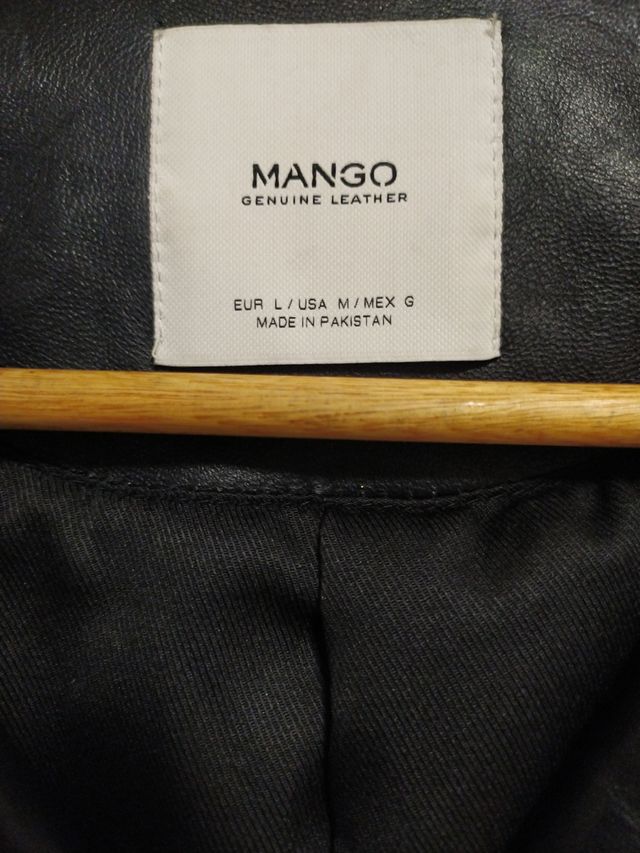 MANGO
GENUINE LEATHER
EUR L / USA M / MEX G
MADE IN PAKISTAN